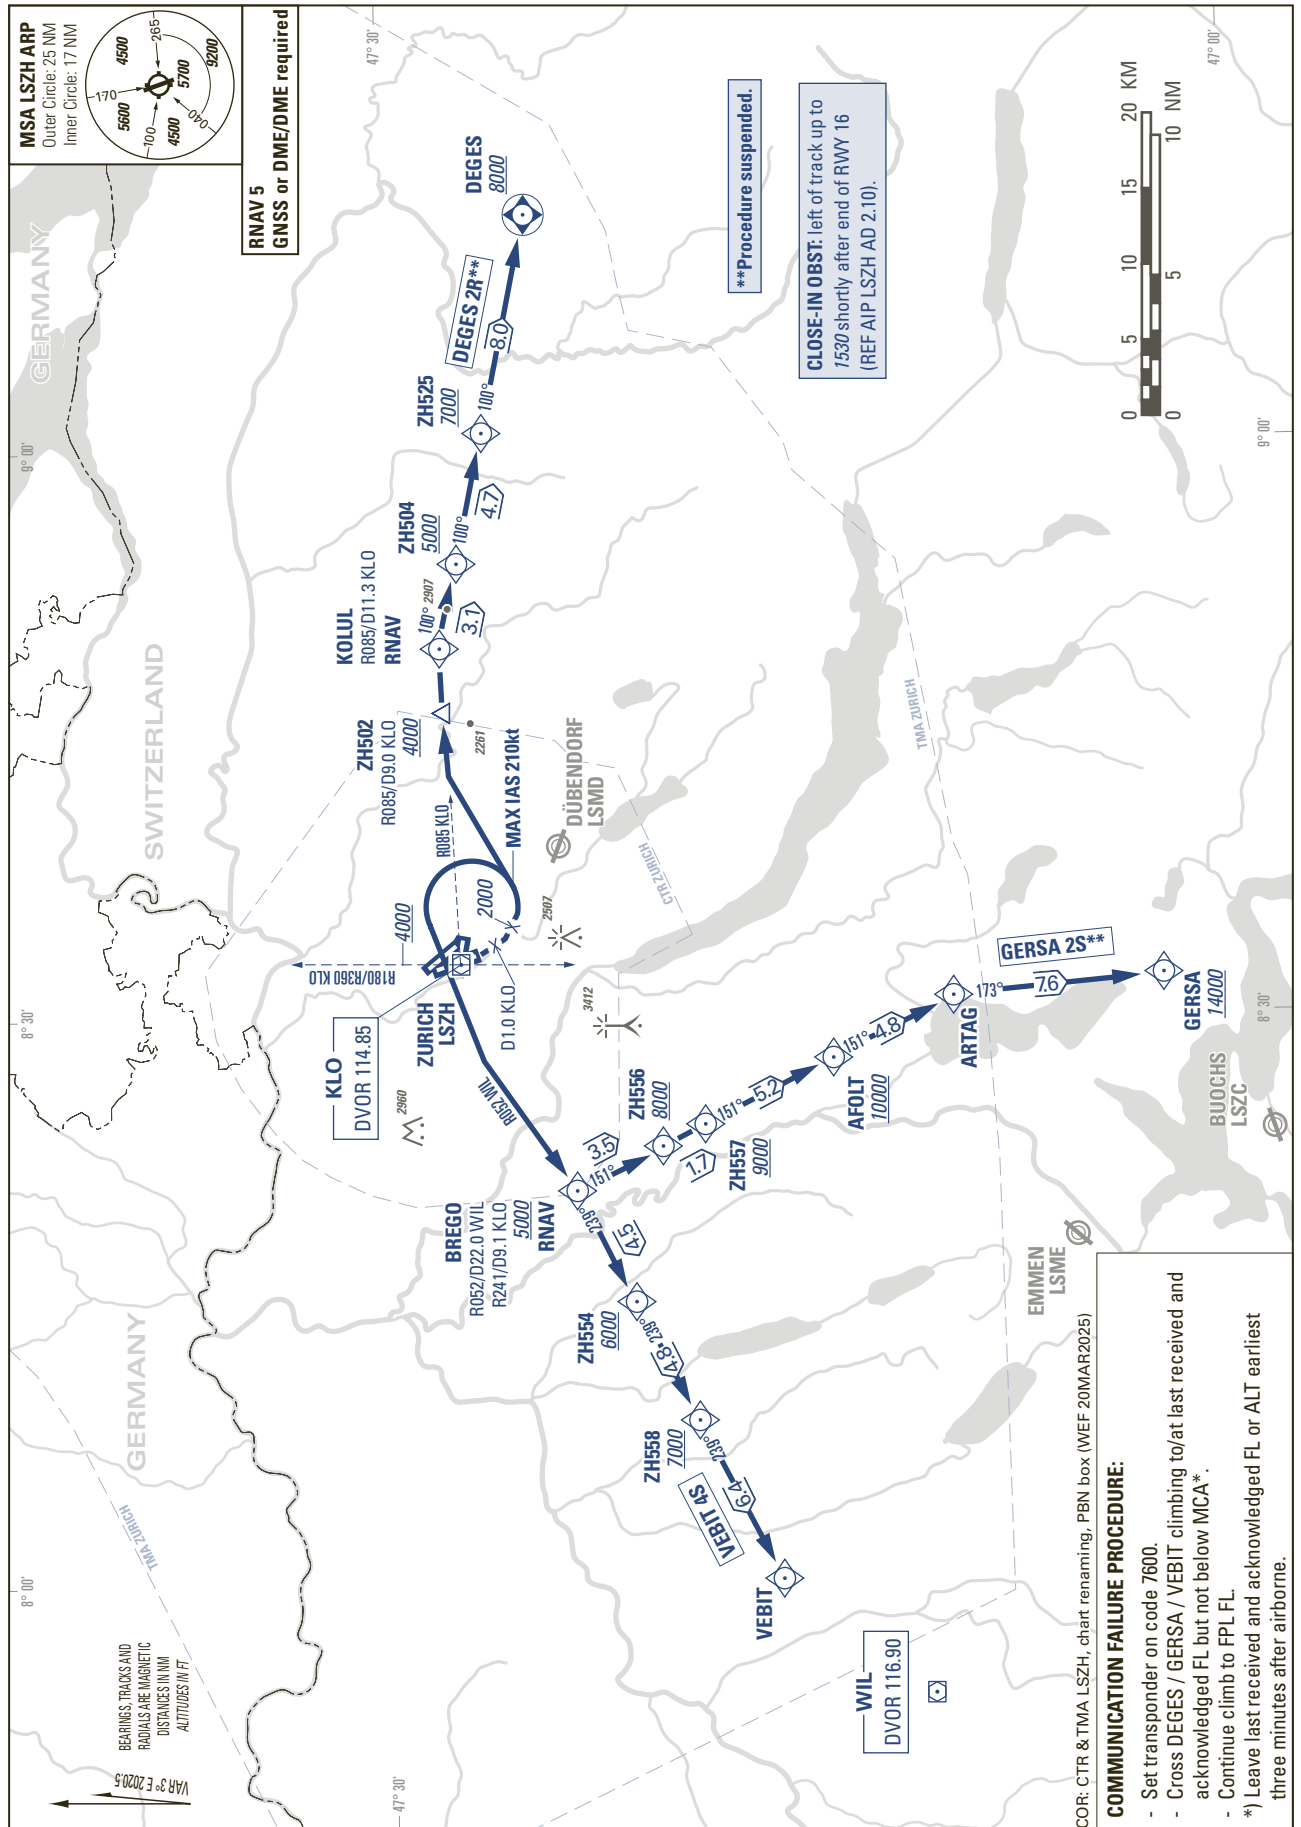 BEARINGS, TRACKS AND
RADIALS ARE MAGNETIC
DISTANCES IN NM
ALTITUDES IN FT
VAR 3° E 2020.5
8° 00'
8° 30'
9° 00'
MSA LSZH ARP
Outer Circle: 25 NM
Inner Circle: 17 NM
170
265
100
040
5600
4500
4500
5700
9200
RNAV 5
GNSS or DME/DME required
TMA ZURICH
GERMANY
SWITZERLAND
GERMANY
47° 30'
47° 30'
KLO
DVOR 114.85
2960
ZURICH
LSZH
R180/R360 KLO
4000
R085 KLO
2000
D1.0 KLO
MAX IAS 210kt
ZH502
R085/D9.0 KLO
4000
2261
KOLUL
R085/D11.3 KLO
RNAV
100°
2907
3.1
ZH504
5000
100°
4.7
ZH525
7000
100°
8.0
DEGES 2R**
DEGES
8000
R052 WIL
BREGO
R052/D22.0 WIL
R241/D9.1 KLO
5000
RNAV
239°
4.5
ZH554
6000
239°
4.8
ZH558
7000
239°
6.4
VEBIT 4S
VEBIT
151°
3.5
ZH556
8000
1.7
ZH557
9000
151°
5.2
AFOLT
10000
151°
4.8
ARTAG
173°
7.6
GERSA 2S**
GERSA
14000
3412
2507
DÜBENDORF
LSMD
CTR ZURICH
TMA ZURICH
**Procedure suspended.
CLOSE-IN OBST: left of track up to
1530 shortly after end of RWY 16
(REF AIP LSZH AD 2.10).
WIL
DVOR 116.90
EMMEN
LSME
BUOCHS
LSZC
0 5 10 15 20 KM
0 5 10 NM
8° 30'
9° 00'
47° 00'
COR: CTR & TMA LSZH, chart renaming, PBN box (WEF 20MAR2025)
COMMUNICATION FAILURE PROCEDURE:
- Set transponder on code 7600.
- Cross DEGES / GERSA / VEBIT climbing to/at last received and
acknowledged FL but not below MCA*.
- Continue climb to FPL FL.
*) Leave last received and acknowledged FL or ALT earliest
three minutes after airborne.